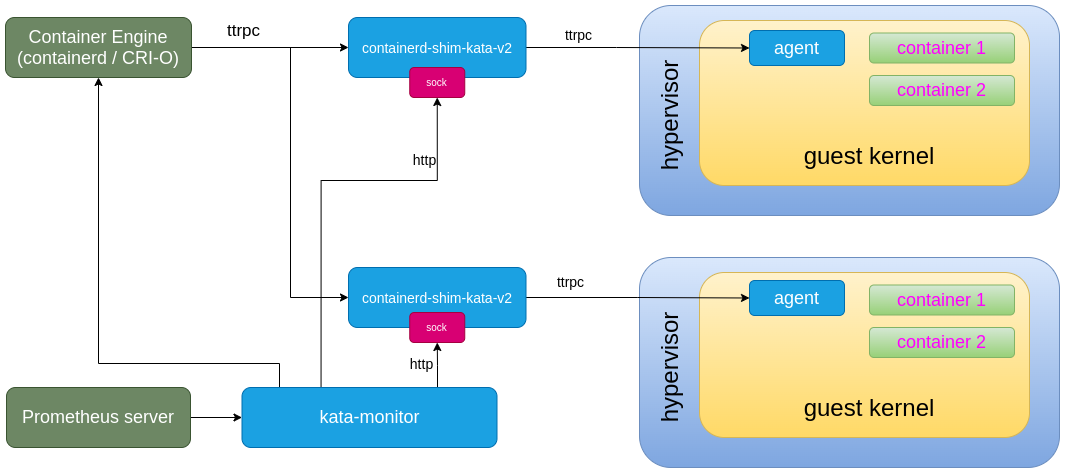 Container Engine
(containerd / CRI-O)
ttrpc
containerd-shim-kata-v2
sock
http
ttrpc
hypervisor
agent
container 1
container 2
guest kernel
containerd-shim-kata-v2
sock
http
ttrpc
hypervisor
agent
container 1
container 2
guest kernel
Prometheus server
kata-monitor